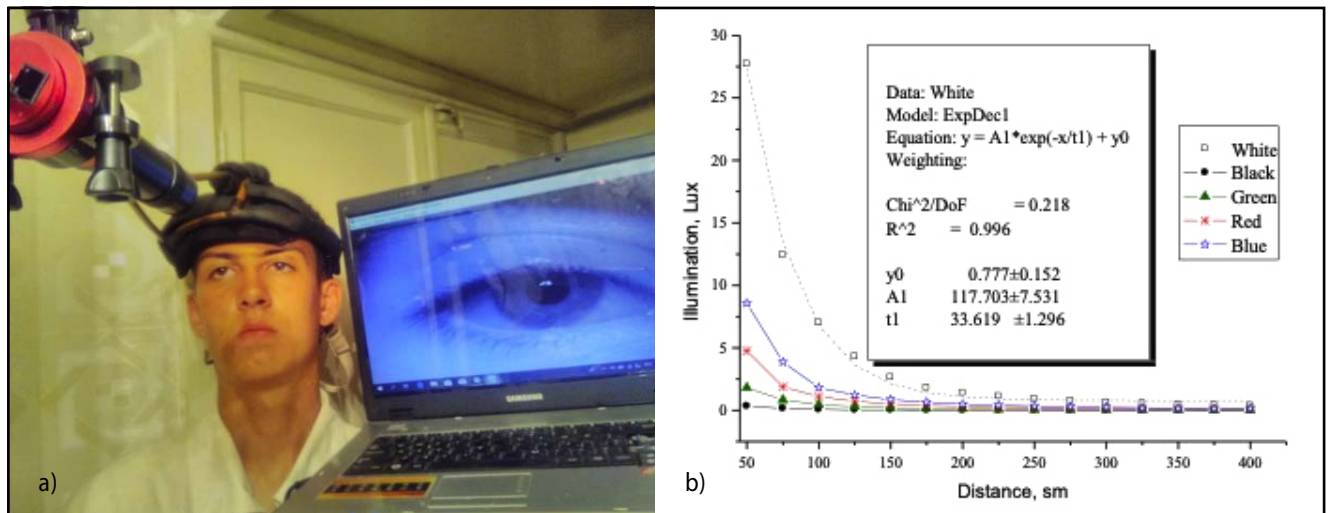 a)
SAMSUNG
b)
30
25
20
15
10
5
0
Illumination, Lux
50 100 150 200 250 300 350 400
Distance, sm
Data: White
Model: ExpDec1
Equation: y = A1*exp(-x/t1) + y0
Weighting:
Chi^2/DoF = 0.218
R^2 = 0.996
y0 0.777±0.152
A1 117.703±7.531
t1 33.619 ±1.296
White
Black
Green
Red
Blue